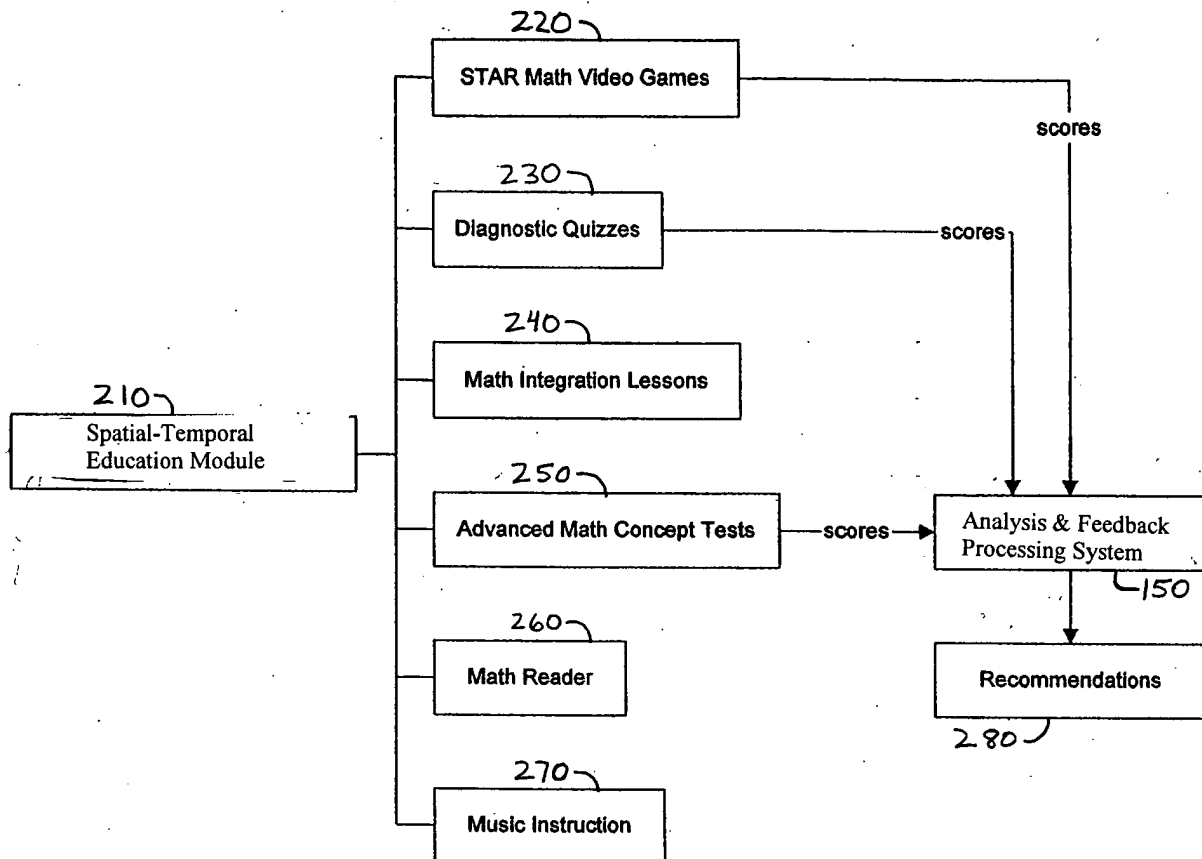 220
STAR Math Video Games
scores
230
Diagnostic Quizzes
scores
240
Math Integration Lessons
210
Spatial-Temporal
Education Module
250
Advanced Math Concept Tests
scores
Analysis & Feedback
Processing System
150
260
Math Reader
Recommendations
280
270
Music Instruction